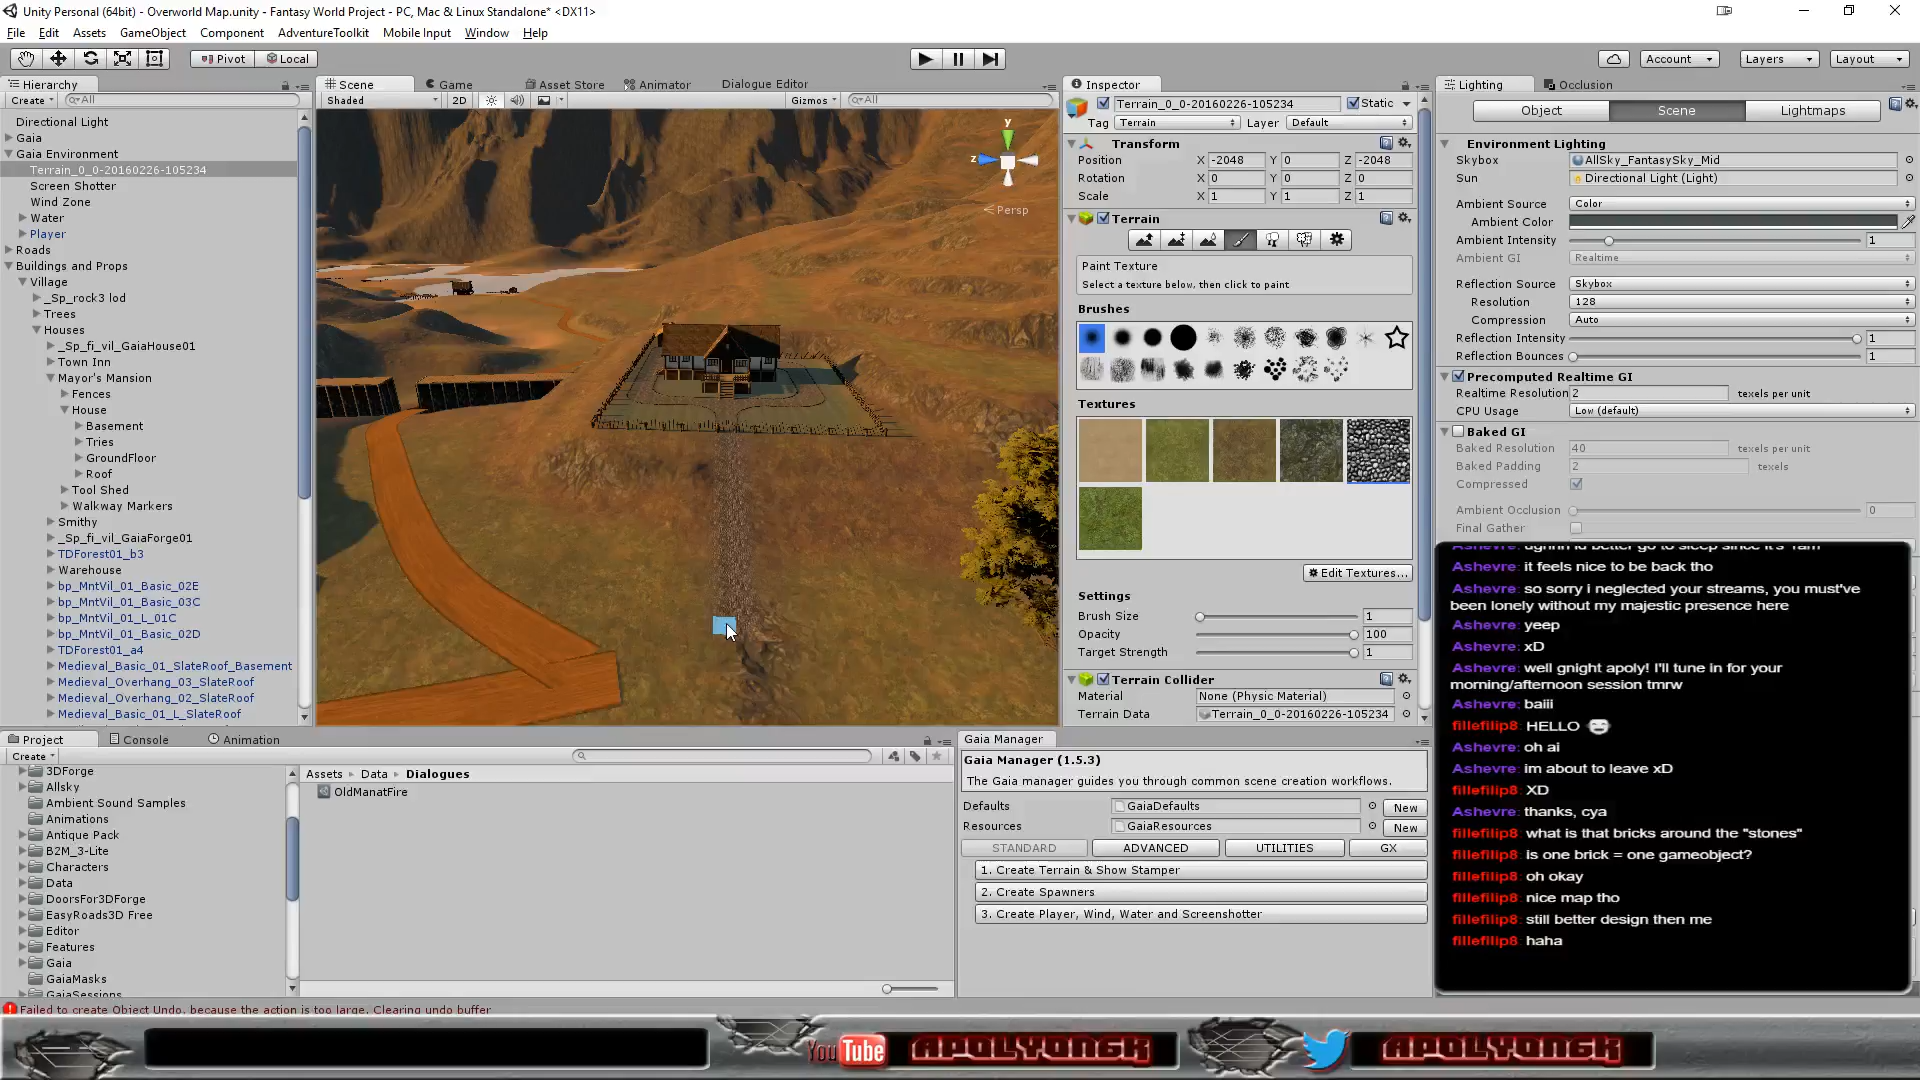 Unity Personal (64bit) - Overworld Map.unity - Fantasy World Project - PC, Mac & Linux Standalone* <DX11>
File Edit Assets GameObject Component AdventureToolkit Mobile Input Window Help
Pivot Local Account Layers Layout
Hierarchy
Create All
Directional Light
Gaia
Gaia Environment
Terrain_0_0-20160226-105234
Screen Shotter
Wind Zone
Water
Player
Roads
Buildings and Props
Village
_Sp_rock3 lod
Trees
Houses
_Sp_fi_vil_GaiaHouse01
Town Inn
Mayor's Mansion
Fences
House
Basement
Tries
GroundFloor
Roof
Tool Shed
Walkway Markers
Smithy
_Sp_fi_vil_GaiaForge01
TDForest01_b3
Warehouse
bp_MntVil_01_Basic_02E
bp_MntVil_01_Basic_03C
bp_MntVil_01_L_01C
bp_MntVil_01_Basic_02D
TDForest01_a4
Medieval_Basic_01_SlateRoof_Basement
Medieval_Overhang_03_SlateRoof
Medieval_Overhang_02_SlateRoof
Medieval_Basic_01_L_SlateRoof
Scene Game Asset Store Animator Dialogue Editor
Shaded 2D Gizmos All
y
z
Persp
Inspector
Terrain_0_0-20160226-105234 Static
Tag Terrain Layer Default
Transform
Position X -2048 Y 0 Z -2048
Rotation X 0 Y 0 Z 0
Scale X 1 Y 1 Z 1
Terrain
Paint Texture
Select a texture below, then click to paint
Brushes
Textures
Edit Textures...
Settings
Brush Size 1
Opacity 100
Target Strength 1
Terrain Collider
Material None (Physic Material)
Terrain Data Terrain_0_0-20160226-105234
Lighting Occlusion
Object Scene Lightmaps
Environment Lighting
Skybox AllSky_FantasySky_Mid
Sun Directional Light (Light)
Ambient Source Color
Ambient Color
Ambient Intensity 1
Ambient GI Realtime
Reflection Source Skybox
Resolution 128
Compression Auto
Reflection Intensity 1
Reflection Bounces 1
Precomputed Realtime GI
Realtime Resolution 2 texels per unit
CPU Usage Low (default)
Baked GI
Baked Resolution 40 texels per unit
Baked Padding 2 texels
Compressed
Ambient Occlusion 0
Final Gather
Ashevre: better go to sleep since it's
Ashevre: it feels nice to be back tho
Ashevre: so sorry i neglected your streams, you must've
been lonely without my majestic presence here
Ashevre: yeep
Ashevre: xD
Ashevre: well gnight apoly! I'll tune in for your
morning/afternoon session tmrw
Ashevre: baiii
fillefilip8: HELLO
Ashevre: oh ai
Ashevre: im about to leave xD
fillefilip8: XD
Ashevre: thanks, cya
fillefilip8: what is that bricks around the "stones"
fillefilip8: is one brick = one gameobject?
fillefilip8: oh okay
fillefilip8: nice map tho
fillefilip8: still better design then me
fillefilip8: haha
Project Console Animation
Create
3DForge
Allsky
Ambient Sound Samples
Animations
Antique Pack
B2M_3-Lite
Characters
Data
DoorsFor3DForge
EasyRoads3D Free
Editor
Features
Gaia
GaiaMasks
GaiaSessions
Assets Data Dialogues
OldManatFire
Gaia Manager
Gaia Manager (1.5.3)
The Gaia manager guides you through common scene creation workflows.
Defaults GaiaDefaults New
Resources GaiaResources New
STANDARD ADVANCED UTILITIES GX
1. Create Terrain & Show Stamper
2. Create Spawners
3. Create Player, Wind, Water and Screenshotter
Failed to create Object Undo, because the action is too large. Clearing undo buffer
YouTube APOLYONGK APOLYONGK